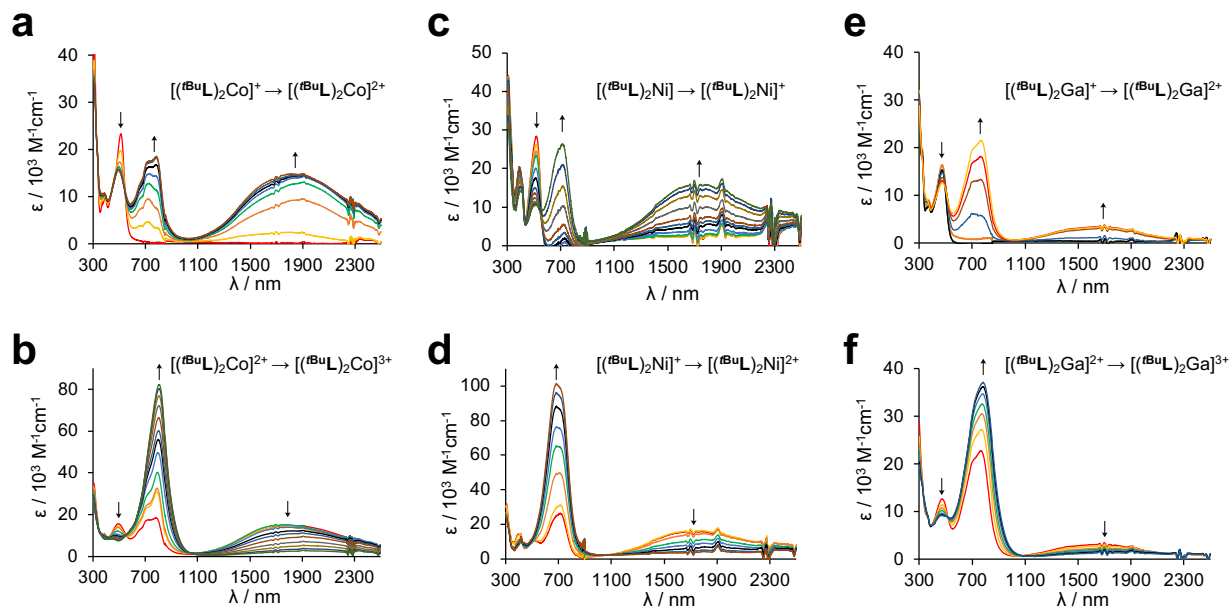 a
[(ᵗᴮᵘL)₂Co]⁺ → [(ᵗᴮᵘL)₂Co]²⁺
ε / 10³ M⁻¹cm⁻¹
40
30
20
10
0
300 700 1100 1500 1900 2300
λ / nm
c
[(ᵗᴮᵘL)₂Ni] → [(ᵗᴮᵘL)₂Ni]⁺
ε / 10³ M⁻¹cm⁻¹
50
40
30
20
10
0
300 700 1100 1500 1900 2300
λ / nm
e
[(ᵗᴮᵘL)₂Ga]⁺ → [(ᵗᴮᵘL)₂Ga]²⁺
ε / 10³ M⁻¹cm⁻¹
40
30
20
10
0
300 700 1100 1500 1900 2300
λ / nm
b
[(ᵗᴮᵘL)₂Co]²⁺ → [(ᵗᴮᵘL)₂Co]³⁺
ε / 10³ M⁻¹cm⁻¹
80
60
40
20
0
300 700 1100 1500 1900 2300
λ / nm
d
[(ᵗᴮᵘL)₂Ni]⁺ → [(ᵗᴮᵘL)₂Ni]²⁺
ε / 10³ M⁻¹cm⁻¹
100
80
60
40
20
0
300 700 1100 1500 1900 2300
λ / nm
f
[(ᵗᴮᵘL)₂Ga]²⁺ → [(ᵗᴮᵘL)₂Ga]³⁺
ε / 10³ M⁻¹cm⁻¹
40
30
20
10
0
300 700 1100 1500 1900 2300
λ / nm